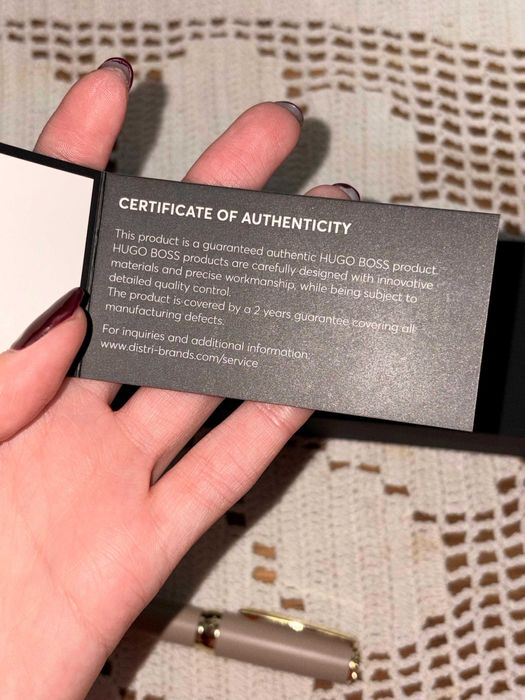 CERTIFICATE OF AUTHENTICITY
This product is a guaranteed authentic HUGO BOSS product.
HUGO BOSS products are carefully designed with innovative
materials and precise workmanship, while being subject to
detailed quality control.
The product is covered by a 2 years guarantee covering all
manufacturing defects.
For inquiries and additional information:
www.distri-brands.com/service